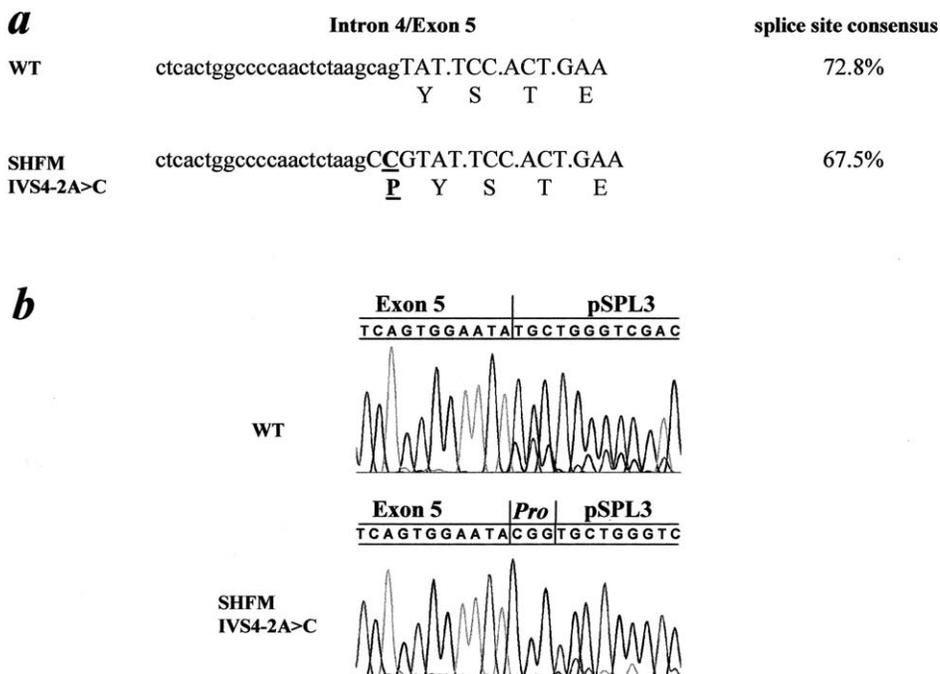 a
Intron 4/Exon 5 splice site consensus
WT ctcactggccccaactctaagcagTAT.TCC.ACT.GAA 72.8%
Y S T E
SHFM ctcactggccccaactctaagCCGTAT.TCC.ACT.GAA 67.5%
IVS4-2A>C P Y S T E
b
Exon 5 pSPL3
TCAGTGGAATATGCTGGGTCGAC
WT
Exon 5 Pro pSPL3
TCAGTGGAATACGGTGCTGGGTC
SHFM
IVS4-2A>C